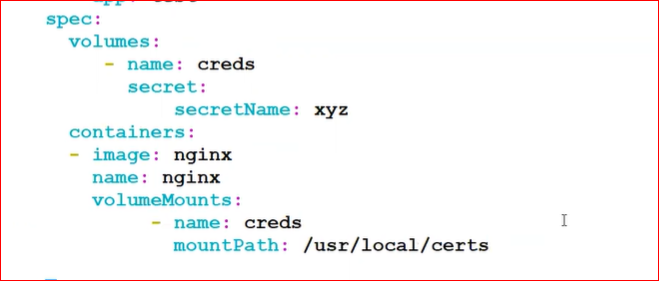 spec:
volumes:
- name: creds
secret:
secretName: xyz
containers:
- image: nginx
name: nginx
volumeMounts:
- name: creds
mountPath: /usr/local/certs